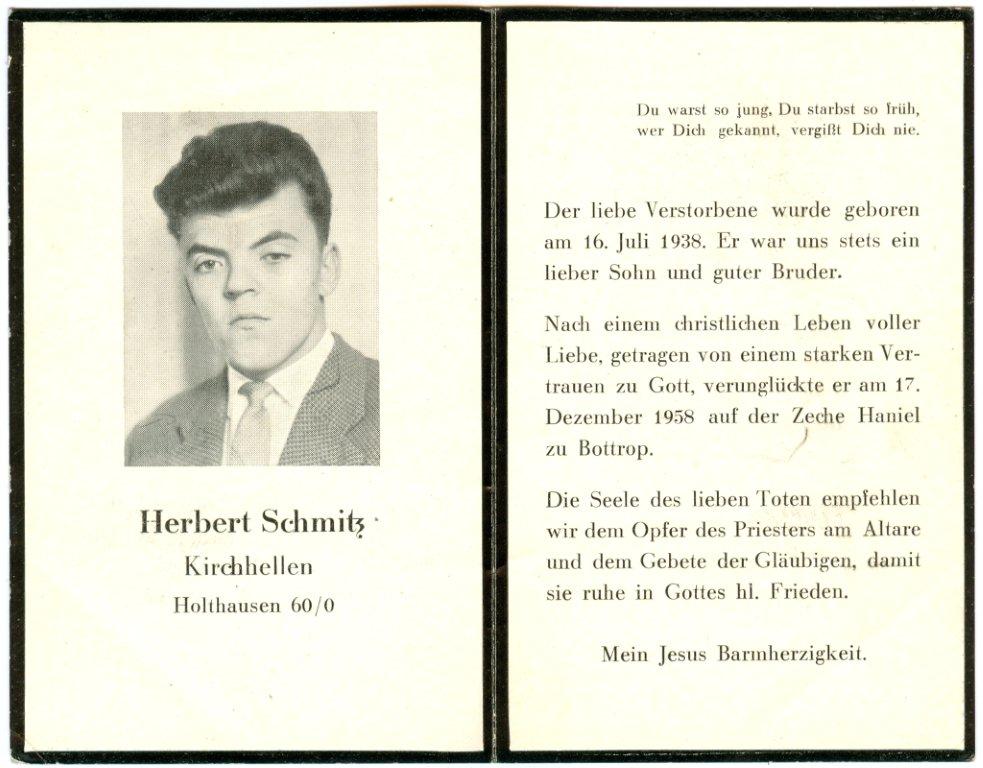 Herbert Schmitz
Kirchhellen
Holthausen 60/0
Du warst so jung, Du starbst so früh,
wer Dich gekannt, vergißt Dich nie.
Der liebe Verstorbene wurde geboren
am 16. Juli 1938. Er war uns stets ein
lieber Sohn und guter Bruder.
Nach einem christlichen Leben voller
Liebe, getragen von einem starken Ver-
trauen zu Gott, verunglückte er am 17.
Dezember 1958 auf der Zeche Haniel
zu Bottrop.
Die Seele des lieben Toten empfehlen
wir dem Opfer des Priesters am Altare
und dem Gebete der Gläubigen, damit
sie ruhe in Gottes hl. Frieden.
Mein Jesus Barmherzigkeit.